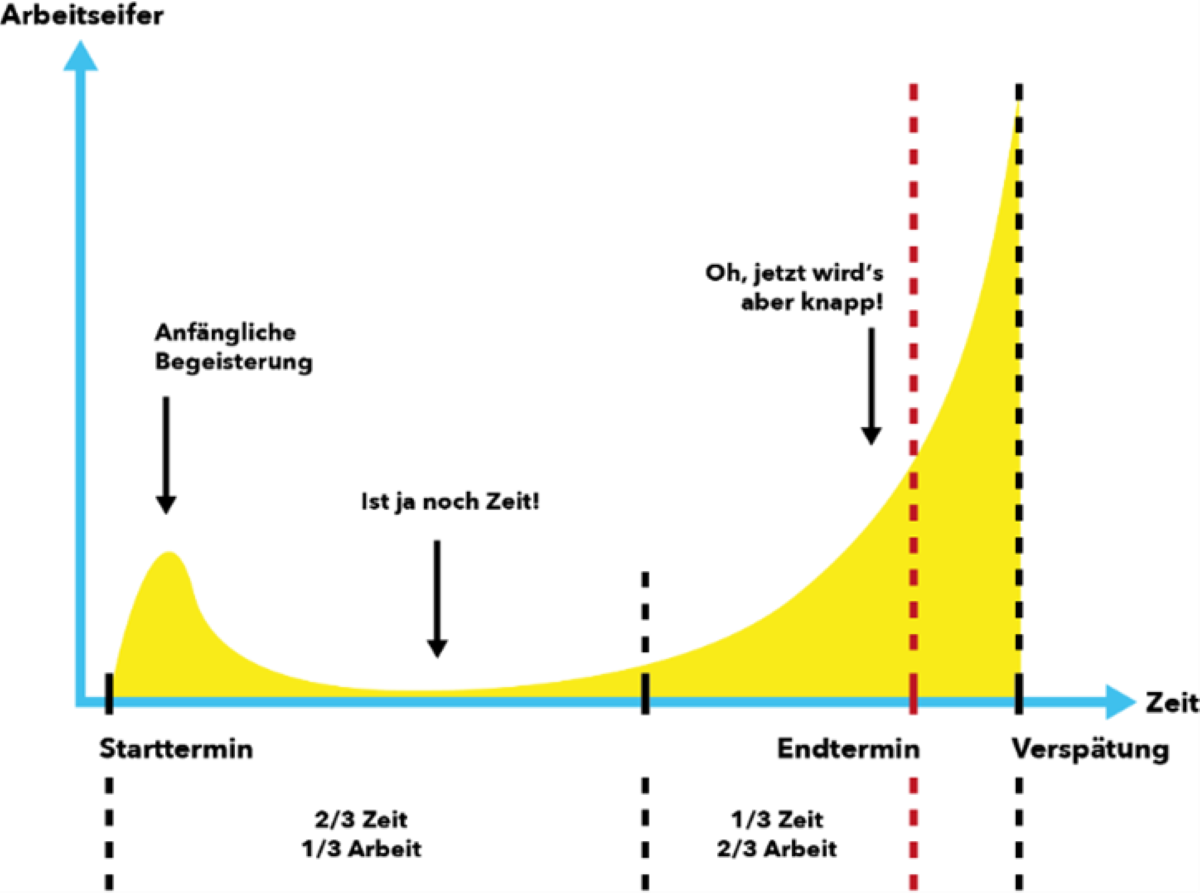 Arbeitseifer
Oh, jetzt wird's
aber knapp!
Anfängliche
Begeisterung
Ist ja noch Zeit!
Zeit
Starttermin
Endtermin
Verspätung
2/3 Zeit
1/3 Arbeit
1/3 Zeit
2/3 Arbeit